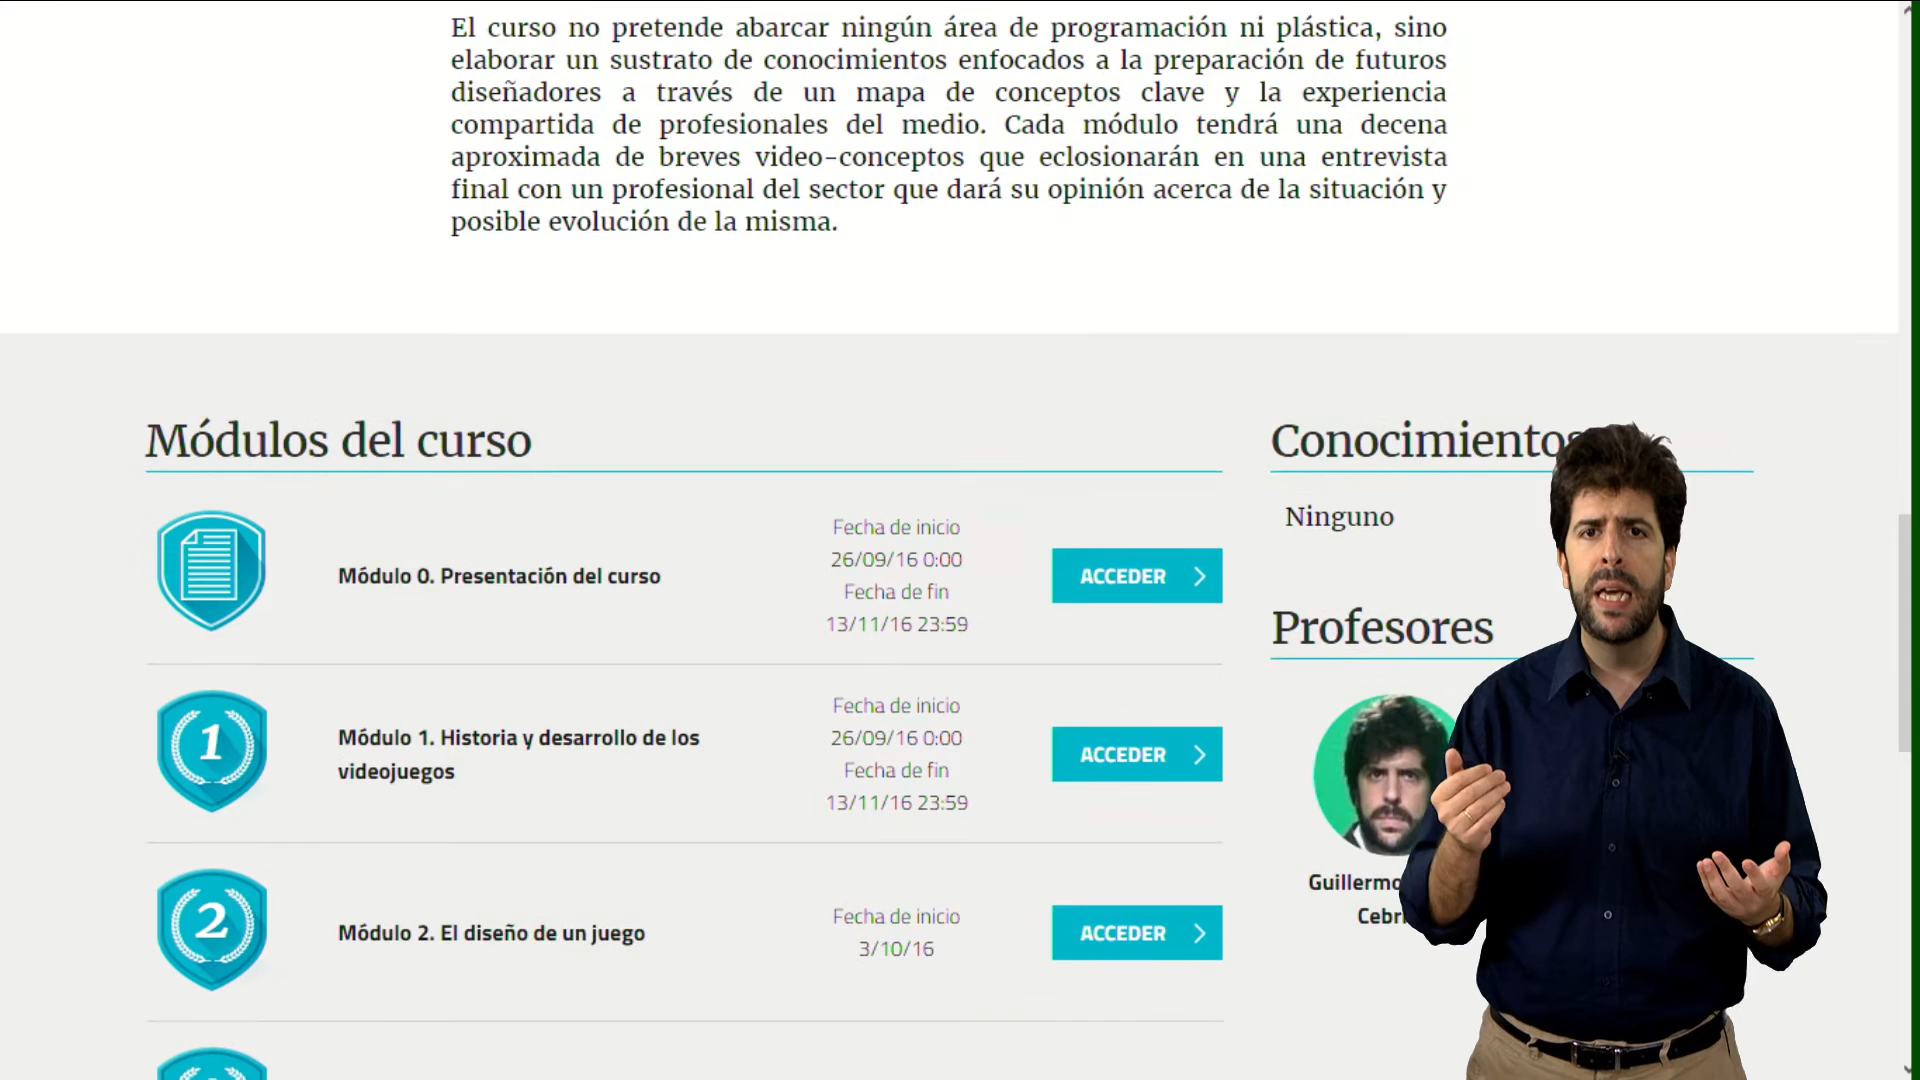 El curso no pretende abarcar ningún área de programación ni plástica, sino
elaborar un sustrato de conocimientos enfocados a la preparación de futuros
diseñadores a través de un mapa de conceptos clave y la experiencia
compartida de profesionales del medio. Cada módulo tendrá una decena
aproximada de breves video-conceptos que eclosionarán en una entrevista
final con un profesional del sector que dará su opinión acerca de la situación y
posible evolución de la misma.
Módulos del curso
Módulo 0. Presentación del curso
Fecha de inicio
26/09/16 0:00
Fecha de fin
13/11/16 23:59
ACCEDER
1
Módulo 1. Historia y desarrollo de los
videojuegos
Fecha de inicio
26/09/16 0:00
Fecha de fin
13/11/16 23:59
ACCEDER
2
Módulo 2. El diseño de un juego
Fecha de inicio
3/10/16
ACCEDER
Conocimientos
Ninguno
Profesores
Guillermo